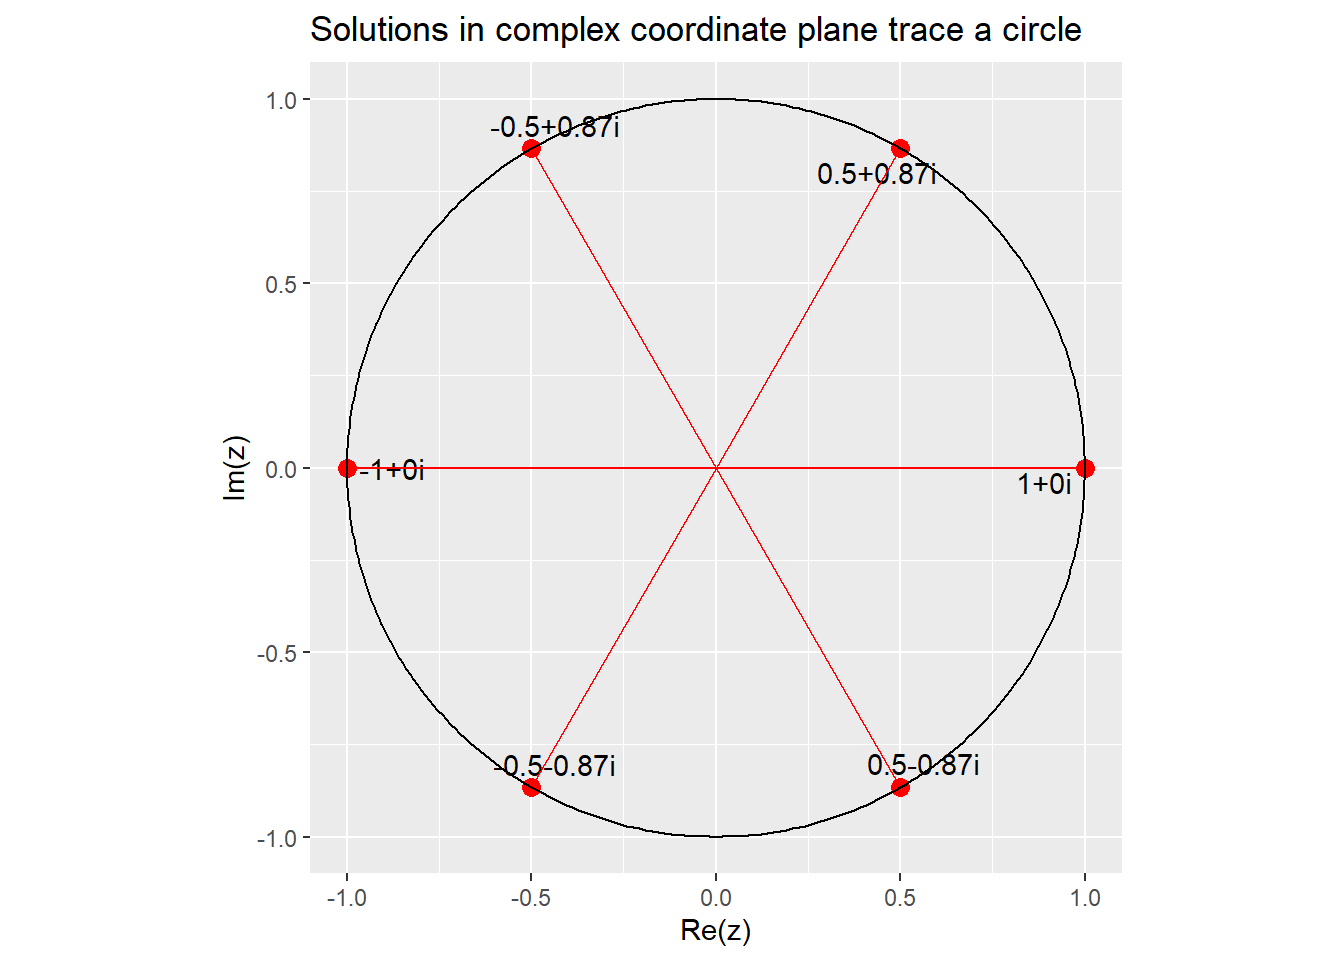 Solutions in complex coordinate plane trace a circle
1.0
-0.5+0.87i
0.5+0.87i
0.5
Im(z)
0.0
-1+0i
1+0i
-0.5
-0.5-0.87i
0.5-0.87i
-1.0
-1.0
-0.5
0.0
0.5
1.0
Re(z)